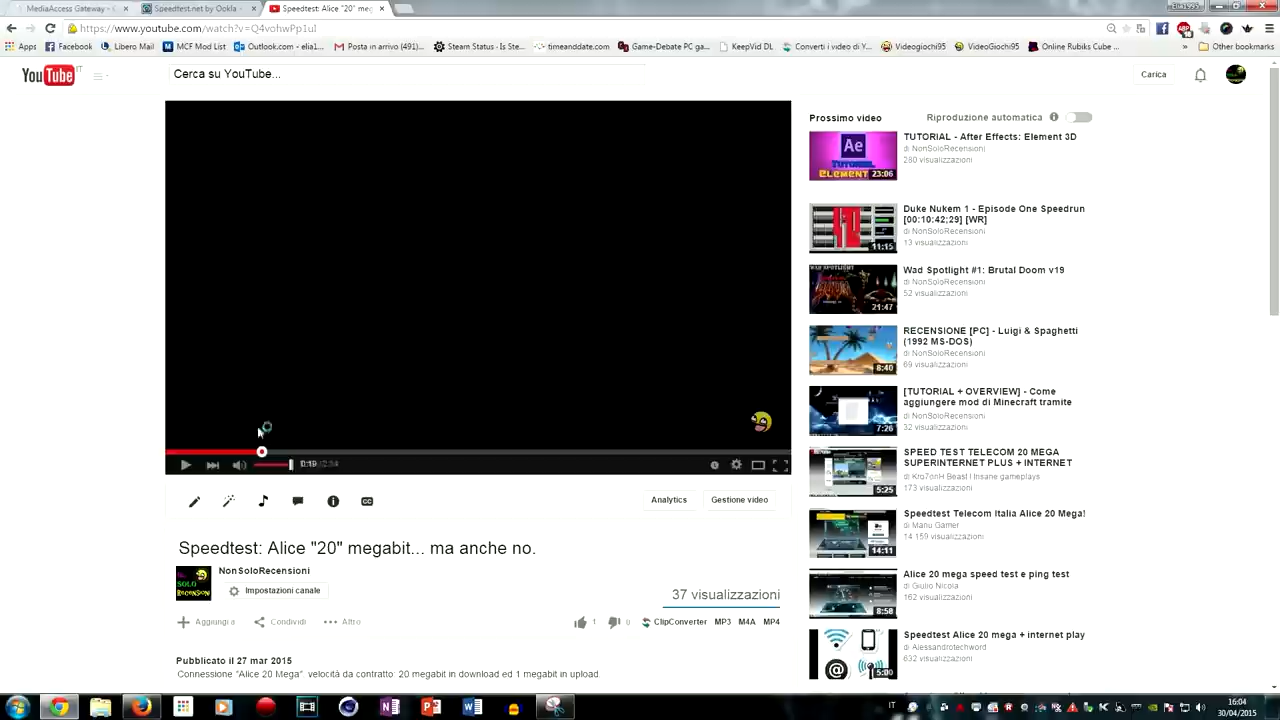 MediaAccess Gateway - C
Speedtest.net by Ookla -
Speedtest: Alice "20" meg
Elia1995
https://www.youtube.com/watch?v=Q4vohwPp1uI
Apps
Facebook
Libero Mail
MCF Mod List
Outlook.com - elia1...
Posta in arrivo (491)...
Steam Status - Is Ste...
timeanddate.com
Game-Debate PC ga...
KeepVid DL
Converti i video di Y...
Videogiochi95
VideoGiochi95
Online Rubiks Cube ...
»
Other bookmarks
YouTube IT
Cerca su YouTube...
Carica
Prossimo video
Riproduzione automatica
TUTORIAL - After Effects: Element 3D
di NonSoloRecensioni
280 visualizzazioni
Ae
TUTORIAL
ELEMENT
23:06
Duke Nukem 1 - Episode One Speedrun
[00:10:42;29] [WR]
di NonSoloRecensioni
13 visualizzazioni
11:15
Wad Spotlight #1: Brutal Doom v19
di NonSoloRecensioni
52 visualizzazioni
WAD SPOTLIGHT
21:47
RECENSIONE [PC] - Luigi & Spaghetti
(1992 MS-DOS)
di NonSoloRecensioni
69 visualizzazioni
8:40
[TUTORIAL + OVERVIEW] - Come
aggiungere mod di Minecraft tramite
di NonSoloRecensioni
32 visualizzazioni
7:26
SPEED TEST TELECOM 20 MEGA
SUPERINTERNET PLUS + INTERNET
di Kro7enH Beast I Insane gameplays
173 visualizzazioni
5:25
Speedtest Telecom Italia Alice 20 Mega!
di Manu Gamer
14 159 visualizzazioni
14:11
Alice 20 mega speed test e ping test
di Giulio Nicola
162 visualizzazioni
8:58
Speedtest Alice 20 mega + internet play
di Alessandrotechword
632 visualizzazioni
5:00
0:19
Analytics
Gestione video
Speedtest: Alice "20" megabit... ma anche no.
NonSoloRecensioni
Impostazioni canale
37 visualizzazioni
Aggiungi a
Condividi
Altro
1
0
ClipConverter
MP3
M4A
MP4
Pubblicato il 27 mar 2015
Connessione "Alice 20 Mega", velocità da contratto: 20 megabit in download ed 1 megabit in upload.
IT
16:04
30/04/2015